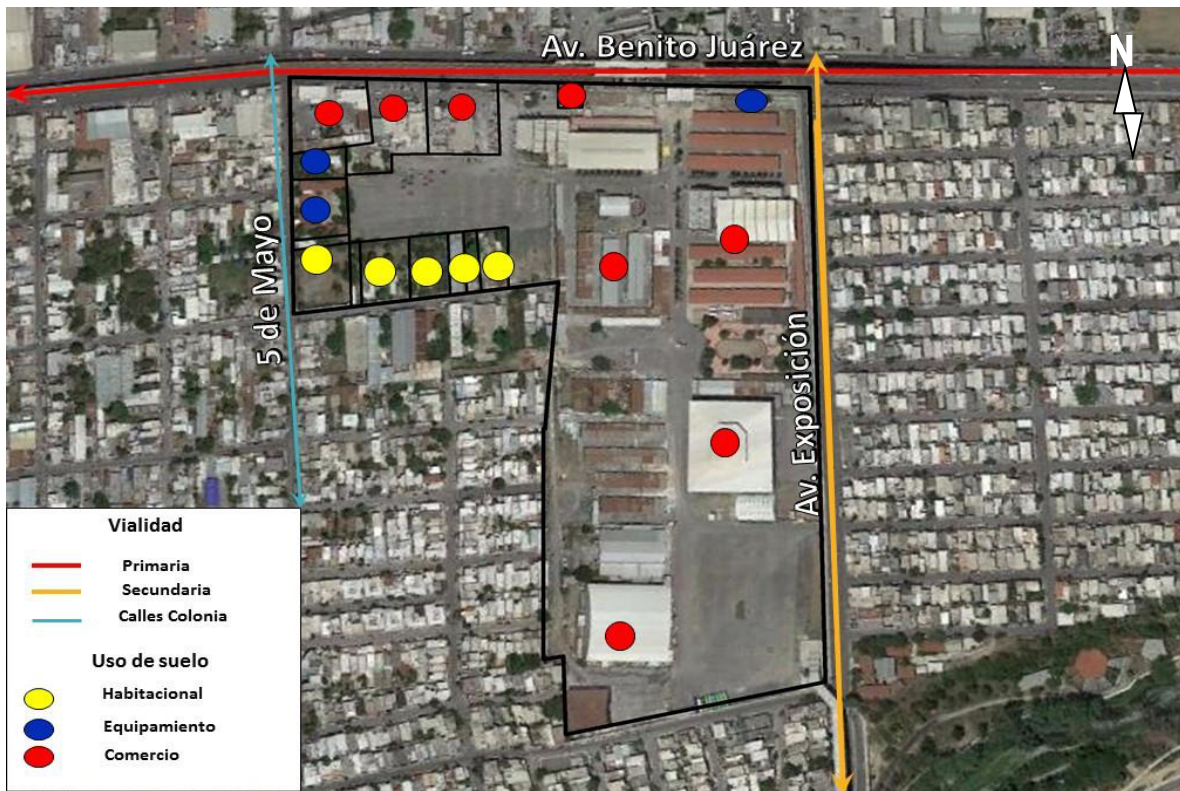 Av. Benito Juárez
N
5 de Mayo
Av. Exposición
Vialidad
Primaria
Secundaria
Calles Colonia
Uso de suelo
Habitacional
Equipamiento
Comercio